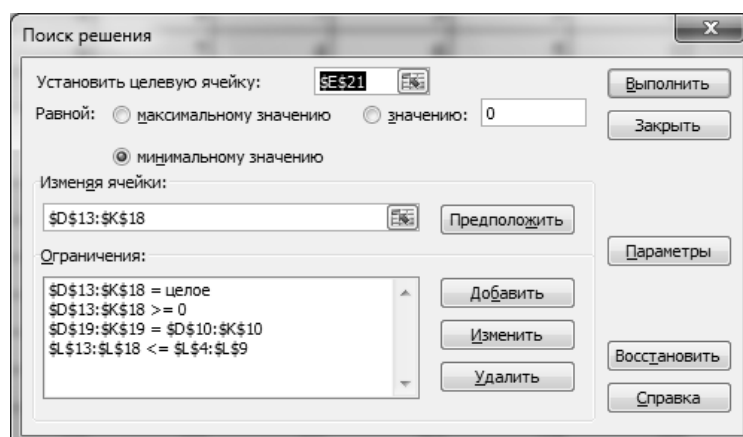 Поиск решения
x
Установить целевую ячейку: $E$21
Выполнить
Равной: максимальному значению значению: 0
Закрыть
минимальному значению
Изменяя ячейки:
$D$13:$K$18
Предположить
Ограничения:
Параметры
$D$13:$K$18 = целое
$D$13:$K$18 >= 0
$D$19:$K$19 = $D$10:$K$10
$L$13:$L$18 <= $L$4:$L$9
Добавить
Изменить
Удалить
Восстановить
Справка